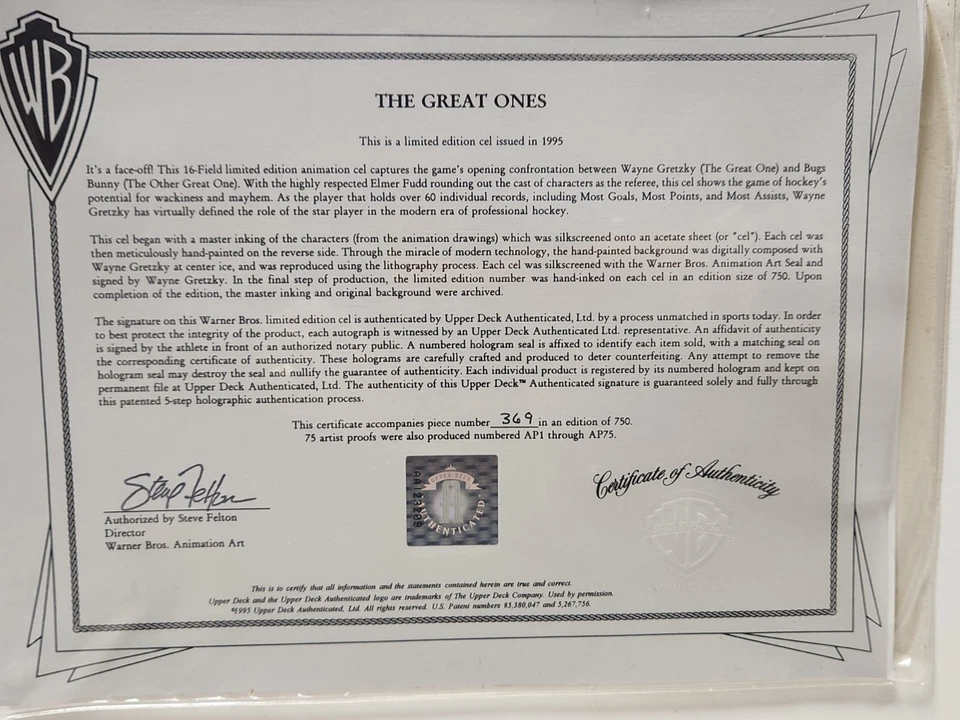 WB
THE GREAT ONES
This is a limited edition cel issued in 1995
It's a face-off! This 16-Field limited edition animation cel captures the game's opening confrontation between Wayne Gretzky (The Great One) and Bugs
Bunny (The Other Great One). With the highly respected Elmer Fudd rounding out the cast of characters as the referee, this cel shows the game of hockey's
potential for wackiness and mayhem. As the player that holds over 60 individual records, including Most Goals, Most Points, and Most Assists, Wayne
Gretzky has virtually defined the role of the star player in the modern era of professional hockey.
This cel began with a master inking of the characters (from the animation drawings) which was silkscreened onto an acetate sheet (or "cel"). Each cel was
then meticulously hand-painted on the reverse side. Through the miracle of modern technology, the hand-painted background was digitally composed with
Wayne Gretzky at center ice, and was reproduced using the lithography process. Each cel was silkscreened with the Warner Bros. Animation Art Seal and
signed by Wayne Gretzky. In the final step of production, the limited edition number was hand-inked on each cel in an edition size of 750. Upon
completion of the edition, the master inking and original background were archived.
The signature on this Warner Bros. limited edition cel is authenticated by Upper Deck Authenticated, Ltd. by a process unmatched in sports today. In order
to best protect the integrity of the product, each autograph is witnessed by an Upper Deck Authenticated Ltd. representative. An affidavit of authenticity
is signed by the athlete in front of an authorized notary public. A numbered hologram seal is affixed to identify each item sold, with a matching seal on
the corresponding certificate of authenticity. These holograms are carefully crafted and produced to deter counterfeiting. Any attempt to remove the
hologram seal may destroy the seal and nullify the guarantee of authenticity. Each individual product is registered by its numbered hologram and kept on
permanent file at Upper Deck Authenticated, Ltd. The authenticity of this Upper Deck™ Authenticated signature is guaranteed solely and fully through
this patented 5-step holographic authentication process.
This certificate accompanies piece number 369 in an edition of 750.
75 artist proofs were also produced numbered AP1 through AP75.
Steve Felton
Authorized by Steve Felton
Director
Warner Bros. Animation Art
UPPER DECK
AUTHENTICATED
Certificate of Authenticity
This is to certify that all information and the statements contained herein are true and correct.
Upper Deck and the Upper Deck Authenticated logo are trademarks of The Upper Deck Company. Used by permission.
©1995 Upper Deck Authenticated, Ltd. All rights reserved. U.S. Patent numbers #5,380,047 and 5,267,756.